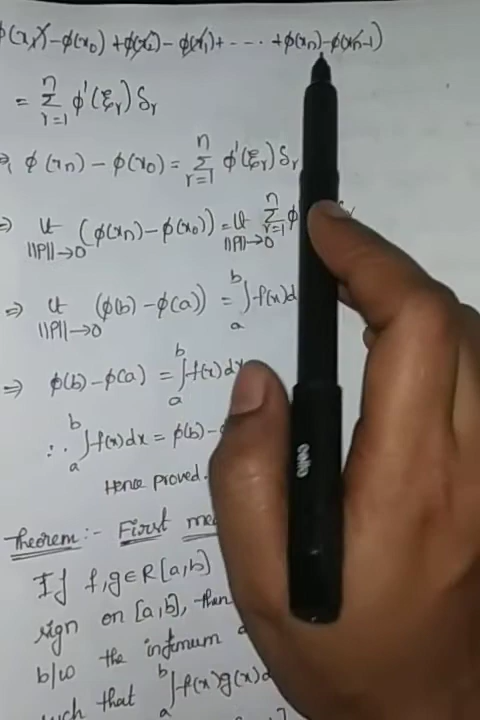 ϕ(x₁) - ϕ(x₀) + ϕ(x₂) - ϕ(x₁) + - - - - + ϕ(xₙ) - ϕ(xₙ-1)
= Σ_{r=1}^{n} ϕ'(ξᵣ) δᵣ
⇒ ϕ(xₙ) - ϕ(x₀) = Σ_{r=1}^{n} ϕ'(ξᵣ) δᵣ
⇒ lt_{||P||→0} (ϕ(xₙ) - ϕ(x₀)) = lt_{||P||→0} Σ_{r=1}^{n} ϕ
⇒ lt_{||P||→0} (ϕ(b) - ϕ(a)) = ∫_a^b f(x)d
⇒ ϕ(b) - ϕ(a) = ∫_a^b f(x)dx
∴ ∫_a^b f(x)dx = ϕ(b) -
Hence proved.
Theorem:- First
If f,g∈R[a,b]
sign on [a,b], then
b/w the infimum
such that ∫_a^b f(x)g(x)d
cello